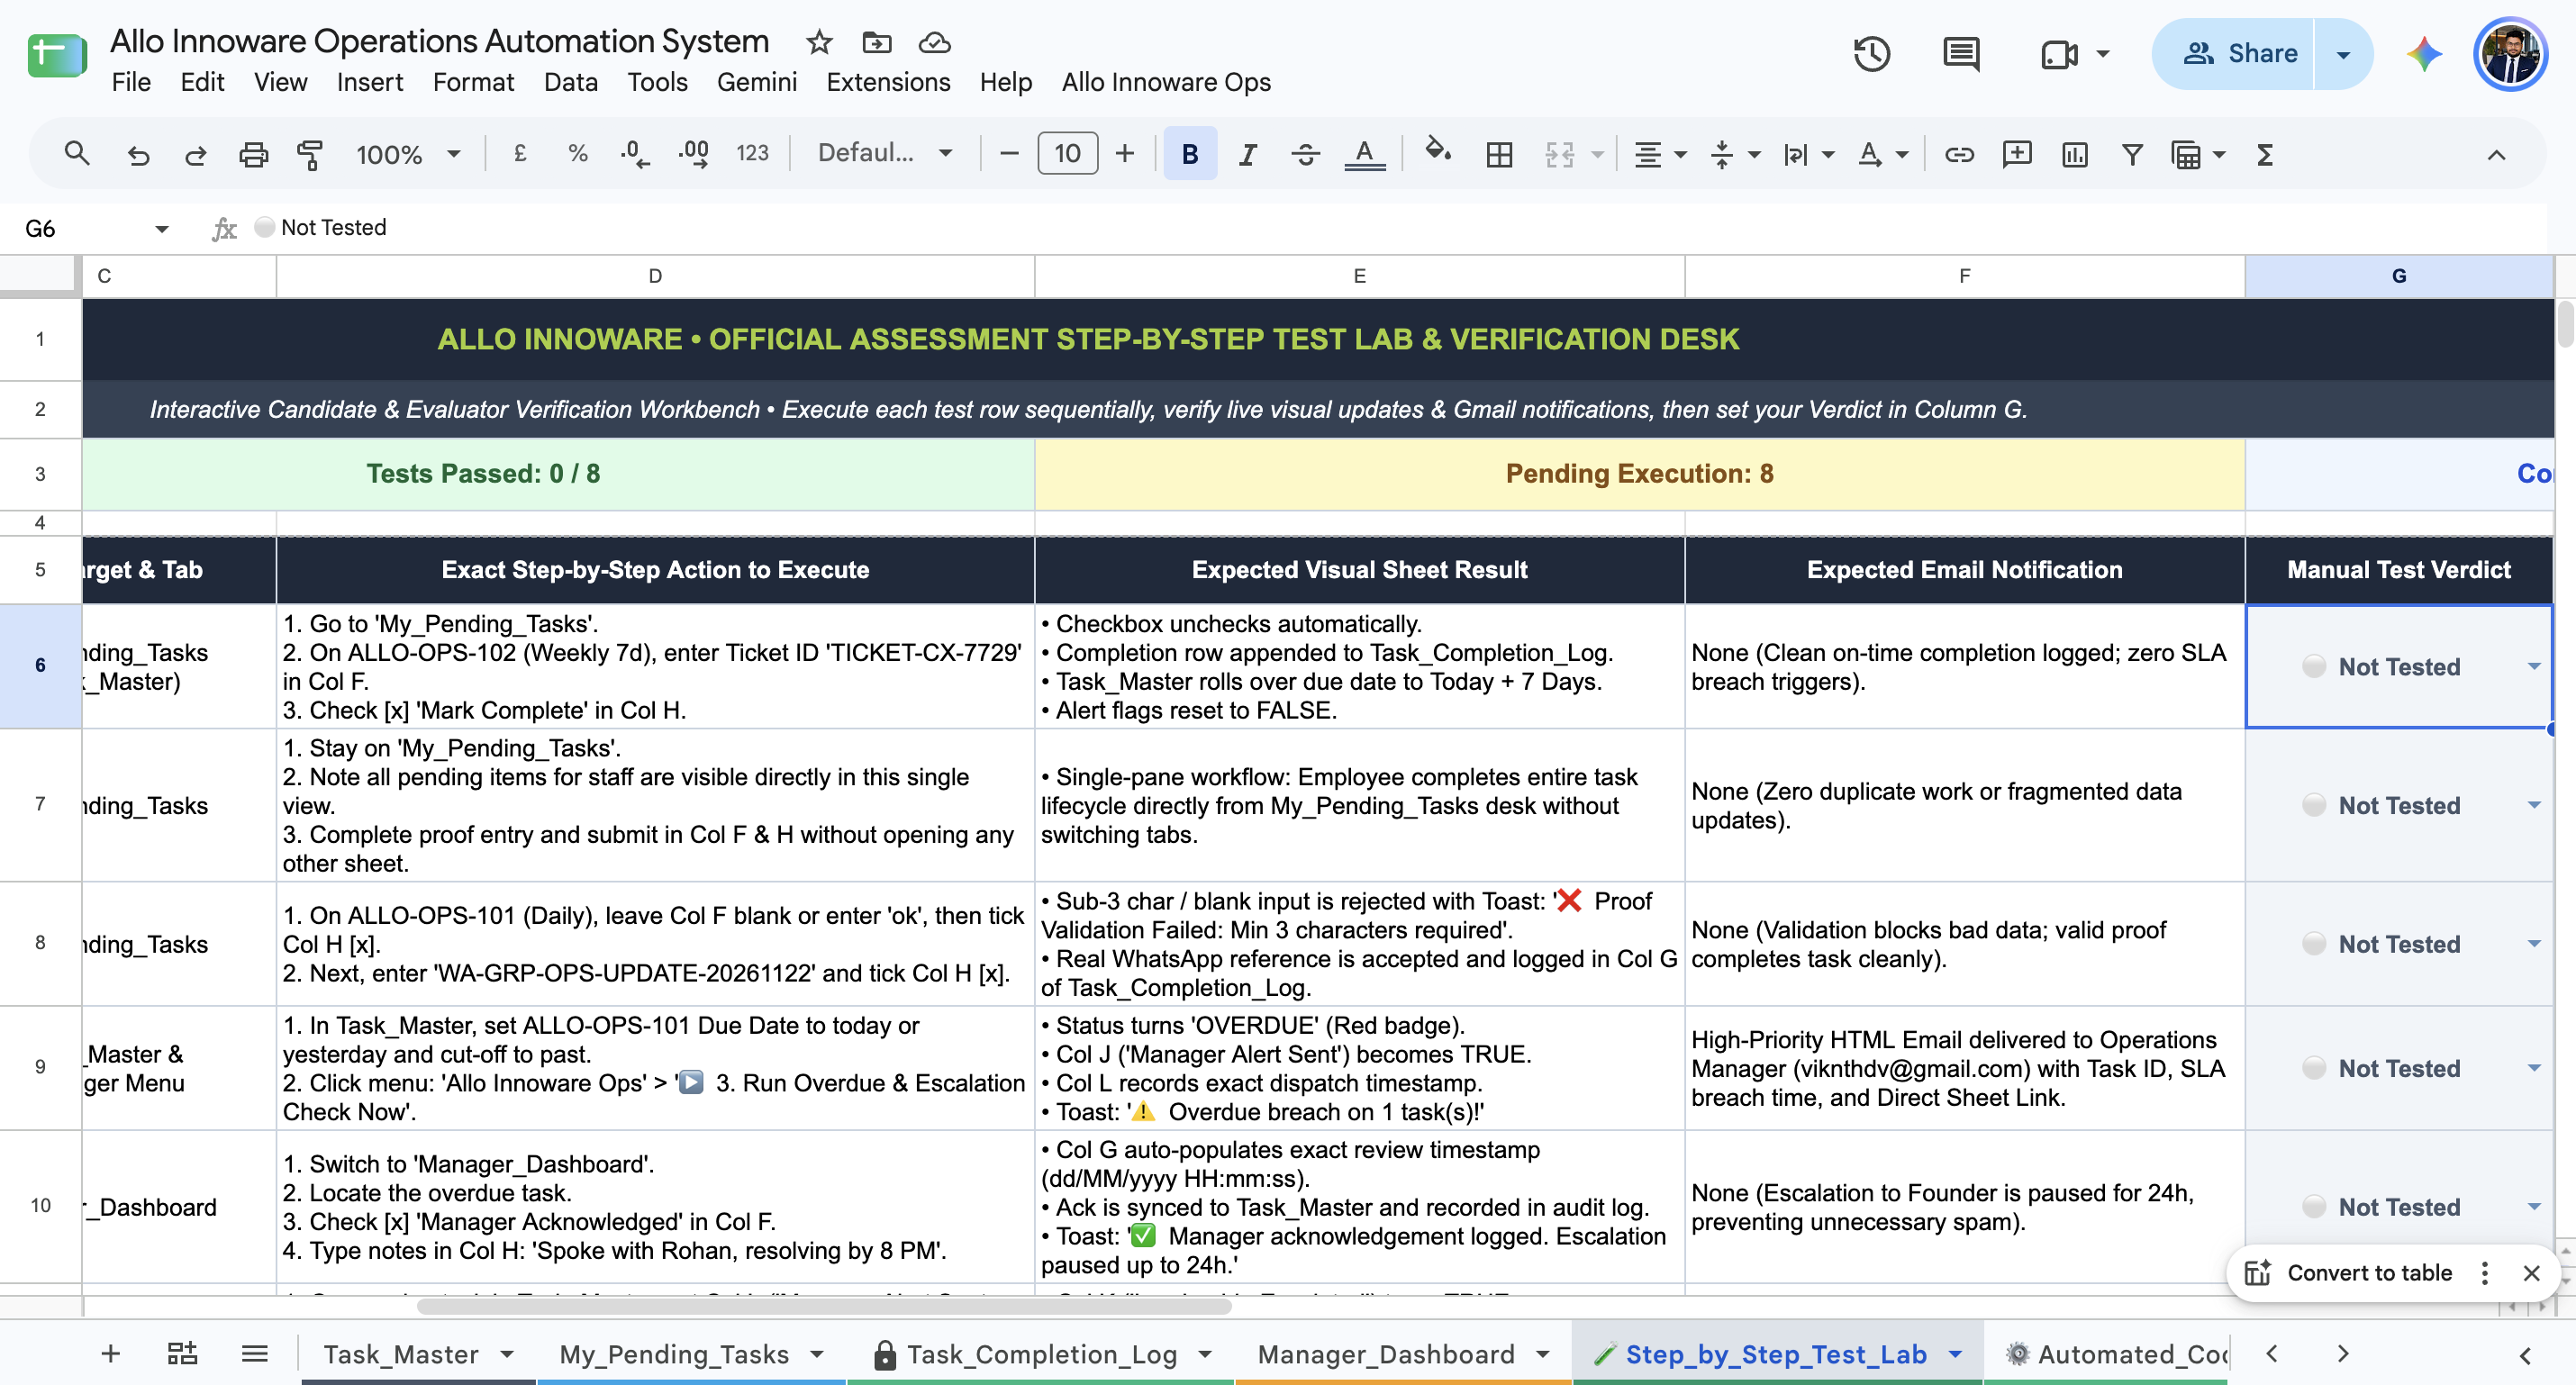 Allo Innoware Operations Automation System
File Edit View Insert Format Data Tools Gemini Extensions Help Allo Innoware Ops
Share
100% £ % .0 .00 123 Defaul... 10 B I A A Σ
G6 fx Not Tested
C D E F G
1 ALLO INNOWARE • OFFICIAL ASSESSMENT STEP-BY-STEP TEST LAB & VERIFICATION DESK
2 Interactive Candidate & Evaluator Verification Workbench • Execute each test row sequentially, verify live visual updates & Gmail notifications, then set your Verdict in Column G.
3 Tests Passed: 0 / 8 Pending Execution: 8
4
5 Exact Step-by-Step Action to Execute Expected Visual Sheet Result Expected Email Notification Manual Test Verdict
rget & Tab
6
nding_Tasks
k_Master)
1. Go to 'My_Pending_Tasks'.
2. On ALLO-OPS-102 (Weekly 7d), enter Ticket ID 'TICKET-CX-7729'
in Col F.
3. Check [x] 'Mark Complete' in Col H.
• Checkbox unchecks automatically.
• Completion row appended to Task_Completion_Log.
• Task_Master rolls over due date to Today + 7 Days.
• Alert flags reset to FALSE.
None (Clean on-time completion logged; zero SLA
breach triggers).
Not Tested
7
nding_Tasks
1. Stay on 'My_Pending_Tasks'.
2. Note all pending items for staff are visible directly in this single
view.
3. Complete proof entry and submit in Col F & H without opening any
other sheet.
• Single-pane workflow: Employee completes entire task
lifecycle directly from My_Pending_Tasks desk without
switching tabs.
None (Zero duplicate work or fragmented data
updates).
Not Tested
8
nding_Tasks
1. On ALLO-OPS-101 (Daily), leave Col F blank or enter 'ok', then tick
Col H [x].
2. Next, enter 'WA-GRP-OPS-UPDATE-20261122' and tick Col H [x].
• Sub-3 char / blank input is rejected with Toast: '❌ Proof
Validation Failed: Min 3 characters required'.
• Real WhatsApp reference is accepted and logged in Col G
of Task_Completion_Log.
None (Validation blocks bad data; valid proof
completes task cleanly).
Not Tested
9
_Master &
ger Menu
1. In Task_Master, set ALLO-OPS-101 Due Date to today or
yesterday and cut-off to past.
2. Click menu: 'Allo Innoware Ops' > '▶️ 3. Run Overdue & Escalation
Check Now'.
• Status turns 'OVERDUE' (Red badge).
• Col J ('Manager Alert Sent') becomes TRUE.
• Col L records exact dispatch timestamp.
• Toast: '⚠️ Overdue breach on 1 task(s)!'
High-Priority HTML Email delivered to Operations
Manager (viknthdv@gmail.com) with Task ID, SLA
breach time, and Direct Sheet Link.
Not Tested
10
r_Dashboard
1. Switch to 'Manager_Dashboard'.
2. Locate the overdue task.
3. Check [x] 'Manager Acknowledged' in Col F.
4. Type notes in Col H: 'Spoke with Rohan, resolving by 8 PM'.
• Col G auto-populates exact review timestamp
(dd/MM/yyyy HH:mm:ss).
• Ack is synced to Task_Master and recorded in audit log.
• Toast: '✅ Manager acknowledgement logged. Escalation
paused up to 24h.'
None (Escalation to Founder is paused for 24h,
preventing unnecessary spam).
Not Tested
Convert to table
Task_Master My_Pending_Tasks Task_Completion_Log Manager_Dashboard Step_by_Step_Test_Lab Automated_Co